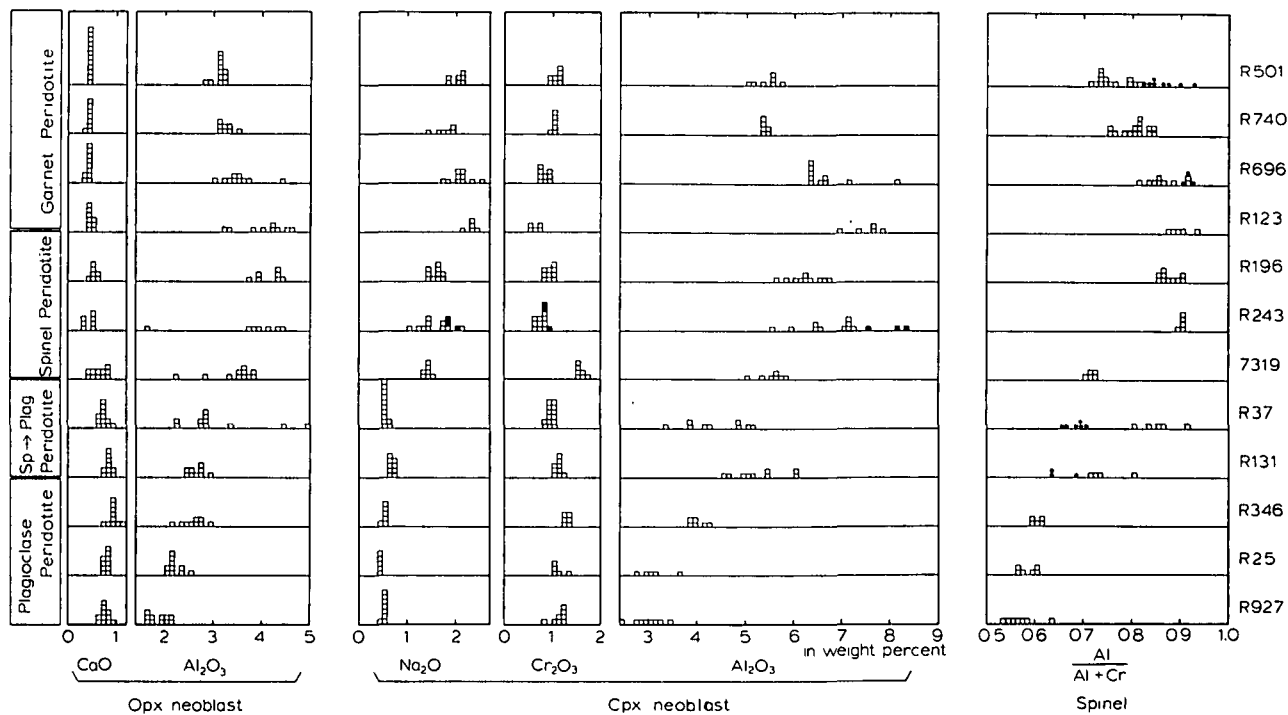 Garnet Peridotite
Spinel Peridotite
Sp → Plag Peridotite
Plagioclase Peridotite
R501
R740
R696
R123
R196
R243
7319
R37
R131
R346
R25
R927
0 1 2 3 4 5
0 1 2 0 1 2 3 4 5 6 7 8 9
in weight percent
0.5 0.6 0.7 0.8 0.9 1.0
CaO Al₂O₃ Na₂O Cr₂O₃ Al₂O₃
Al
Al + Cr
Opx neoblast Cpx neoblast Spinel